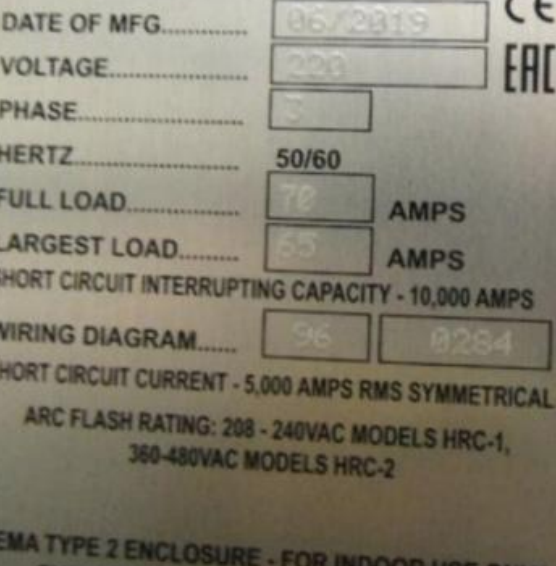 DATE OF MFG............. 06/2019 CE
VOLTAGE.................... 220 EAC
PHASE......................... 3
HERTZ......................... 50/60
FULL LOAD................. 70 AMPS
LARGEST LOAD......... 65 AMPS
SHORT CIRCUIT INTERRUPTING CAPACITY - 10,000 AMPS
WIRING DIAGRAM...... 96 0284
SHORT CIRCUIT CURRENT - 5,000 AMPS RMS SYMMETRICAL
ARC FLASH RATING: 208 - 240VAC MODELS HRC-1,
360-480VAC MODELS HRC-2
EMA TYPE 2 ENCLOSURE - FOR INDOOR USE